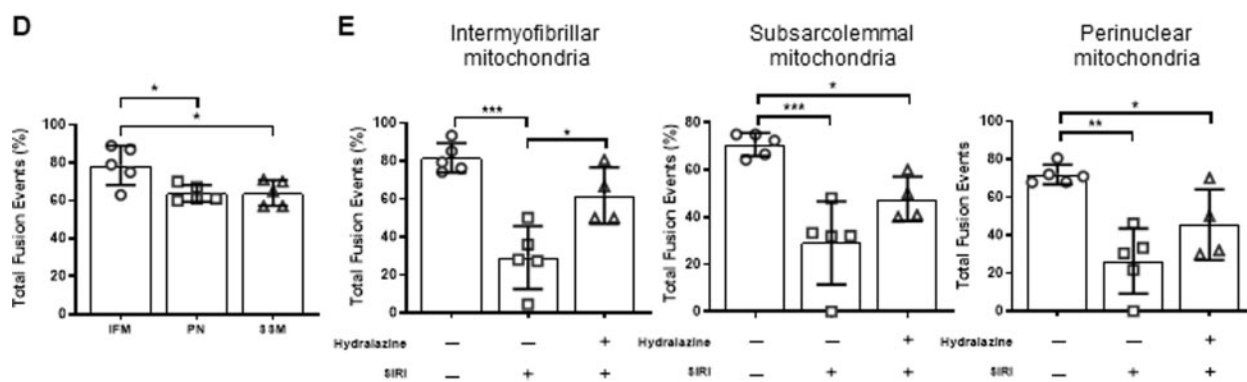 D
Total Fusion Events (%)
100
80
60
40
20
0
*
*
IFM PN SSM
E
Intermyofibrillar
mitochondria
Total Fusion Events (%)
100
80
60
40
20
0
***
*
Hydralazine — — +
SIRI — + +
Subsarcolemmal
mitochondria
Total Fusion Events (%)
80
60
40
20
0
*
***
Hydralazine — — +
SIRI — + +
Perinuclear
mitochondria
Total Fusion Events
100
80
60
40
20
0
*
**
— — +
— + +